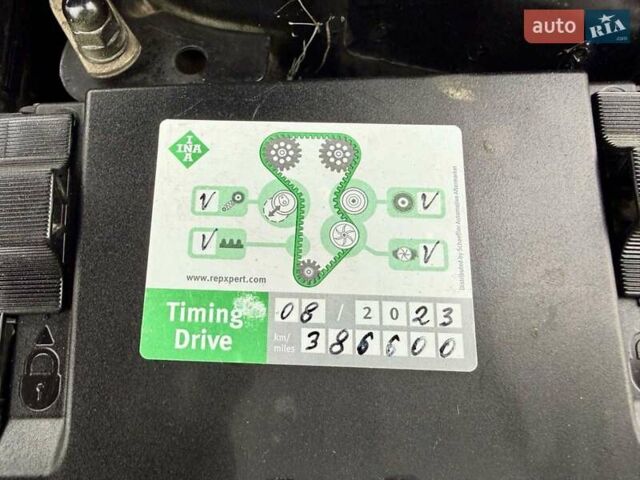 auto RIA.com
INA
INA
V
V
V
V
www.repxpert.com
Distributed by Schaeffler Automotive Aftermarket
Timing Drive
08 / 2023
km/miles 386600